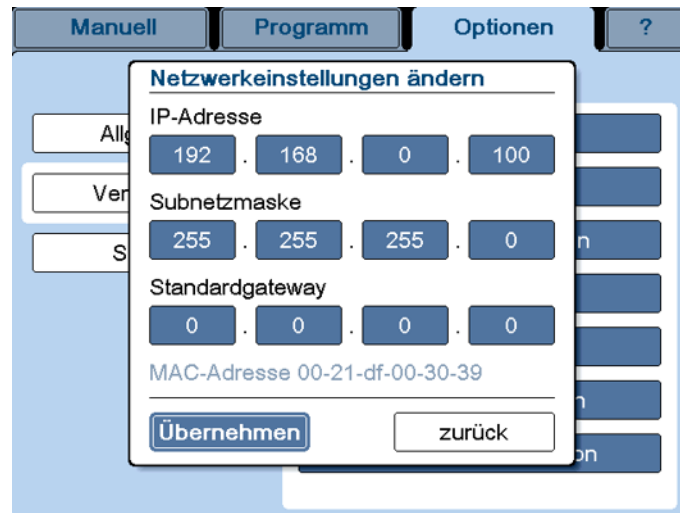 Manuell Programm Optionen ?
Netzwerkeinstellungen ändern
IP-Adresse
192 . 168 . 0 . 100
Subnetzmaske
255 . 255 . 255 . 0
Standardgateway
0 . 0 . 0 . 0
MAC-Adresse 00-21-df-00-30-39
Übernehmen zurück